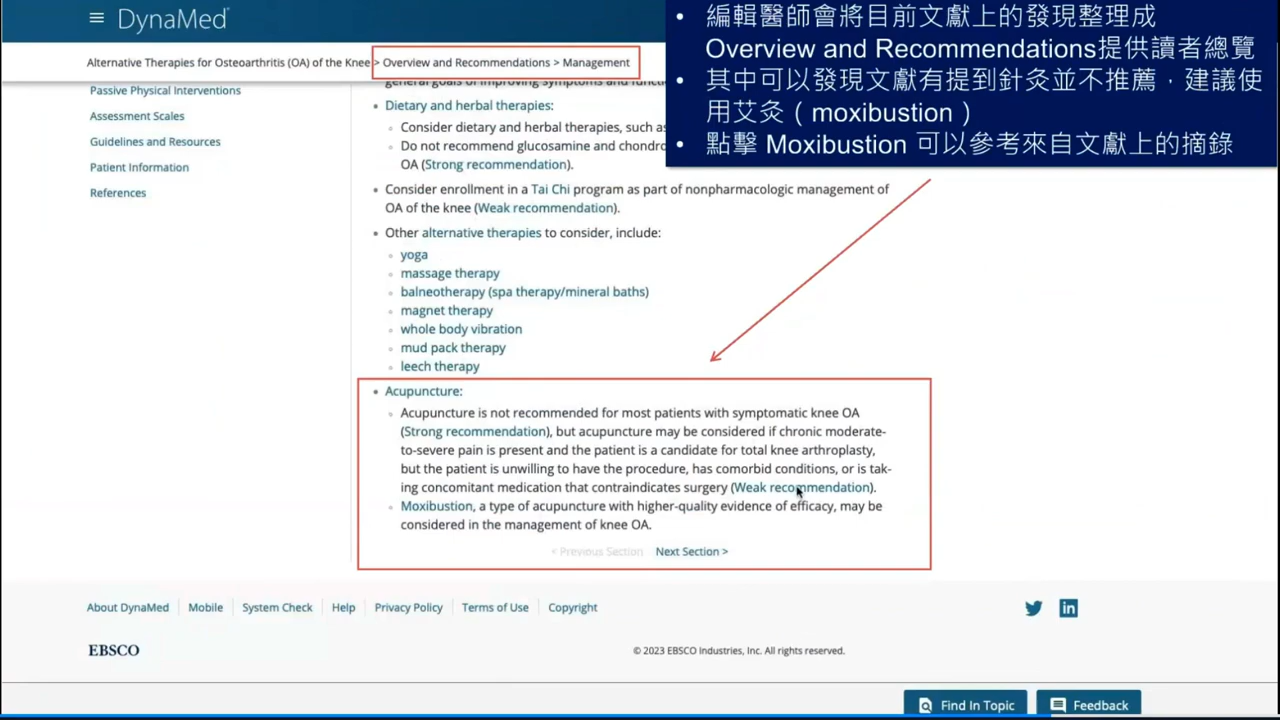 DynaMed
• 編輯醫師會將目前文獻上的發現整理成
Overview and Recommendations提供讀者總覽
• 其中可以發現文獻有提到針灸並不推薦，建議使
用艾灸（moxibustion）
• 點擊 Moxibustion 可以參考來自文獻上的摘錄
Alternative Therapies for Osteoarthritis (OA) of the Knee > Overview and Recommendations > Management
Passive Physical Interventions
Assessment Scales
Guidelines and Resources
Patient Information
References
general goals of improving symptoms and
• Dietary and herbal therapies:
Consider dietary and herbal therapies, such as
Do not recommend glucosamine and
OA (Strong recommendation).
• Consider enrollment in a Tai Chi program as part of nonpharmacologic management of
OA of the knee (Weak recommendation).
• Other alternative therapies to consider, include:
yoga
massage therapy
balneotherapy (spa therapy/mineral baths)
magnet therapy
whole body vibration
mud pack therapy
leech therapy
• Acupuncture:
Acupuncture is not recommended for most patients with symptomatic knee OA
(Strong recommendation), but acupuncture may be considered if chronic moderate-
to-severe pain is present and the patient is a candidate for total knee arthroplasty,
but the patient is unwilling to have the procedure, has comorbid conditions, or is tak-
ing concomitant medication that contraindicates surgery (Weak recommendation).
Moxibustion, a type of acupuncture with higher-quality evidence of efficacy, may be
considered in the management of knee OA.
< Previous Section Next Section >
About DynaMed Mobile System Check Help Privacy Policy Terms of Use Copyright
EBSCO
© 2023 EBSCO Industries, Inc. All rights reserved.
Find In Topic Feedback